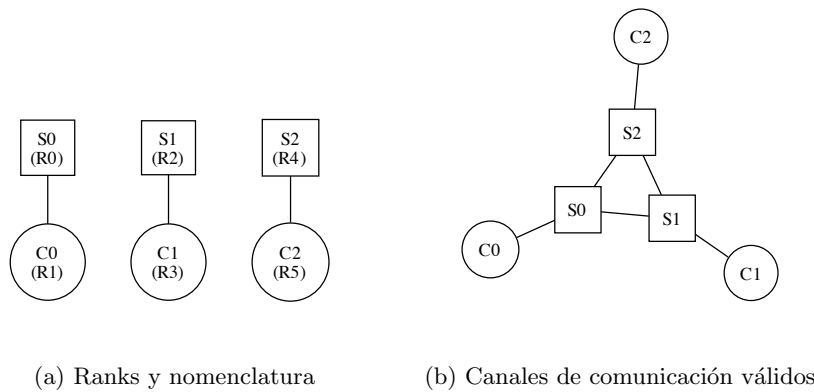 S0
(R0)
S1
(R2)
S2
(R4)
C0
(R1)
C1
(R3)
C2
(R5)
(a) Ranks y nomenclatura
C2
S2
S0
S1
C0
C1
(b) Canales de comunicación válidos